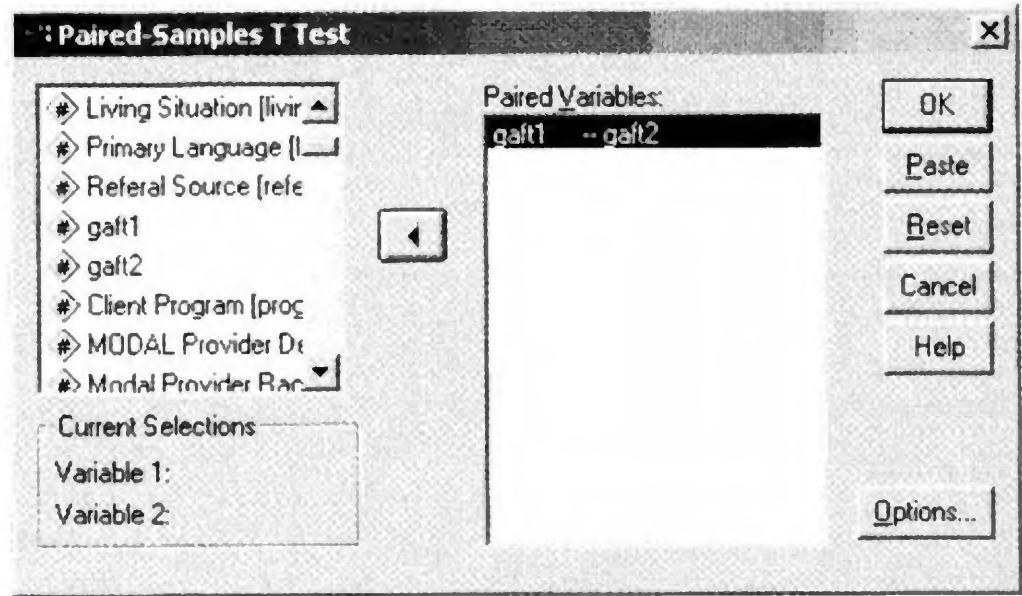 Paired-Samples T Test
Living Situation [livir
Primary Language [l
Referal Source [refe
gaft1
gaft2
Client Program [prog
MODAL Provider De
Modal Provider Rac
Current Selections
Variable 1:
Variable 2:
Paired Variables:
gaft1 -- gaft2
OK
Paste
Reset
Cancel
Help
Options...